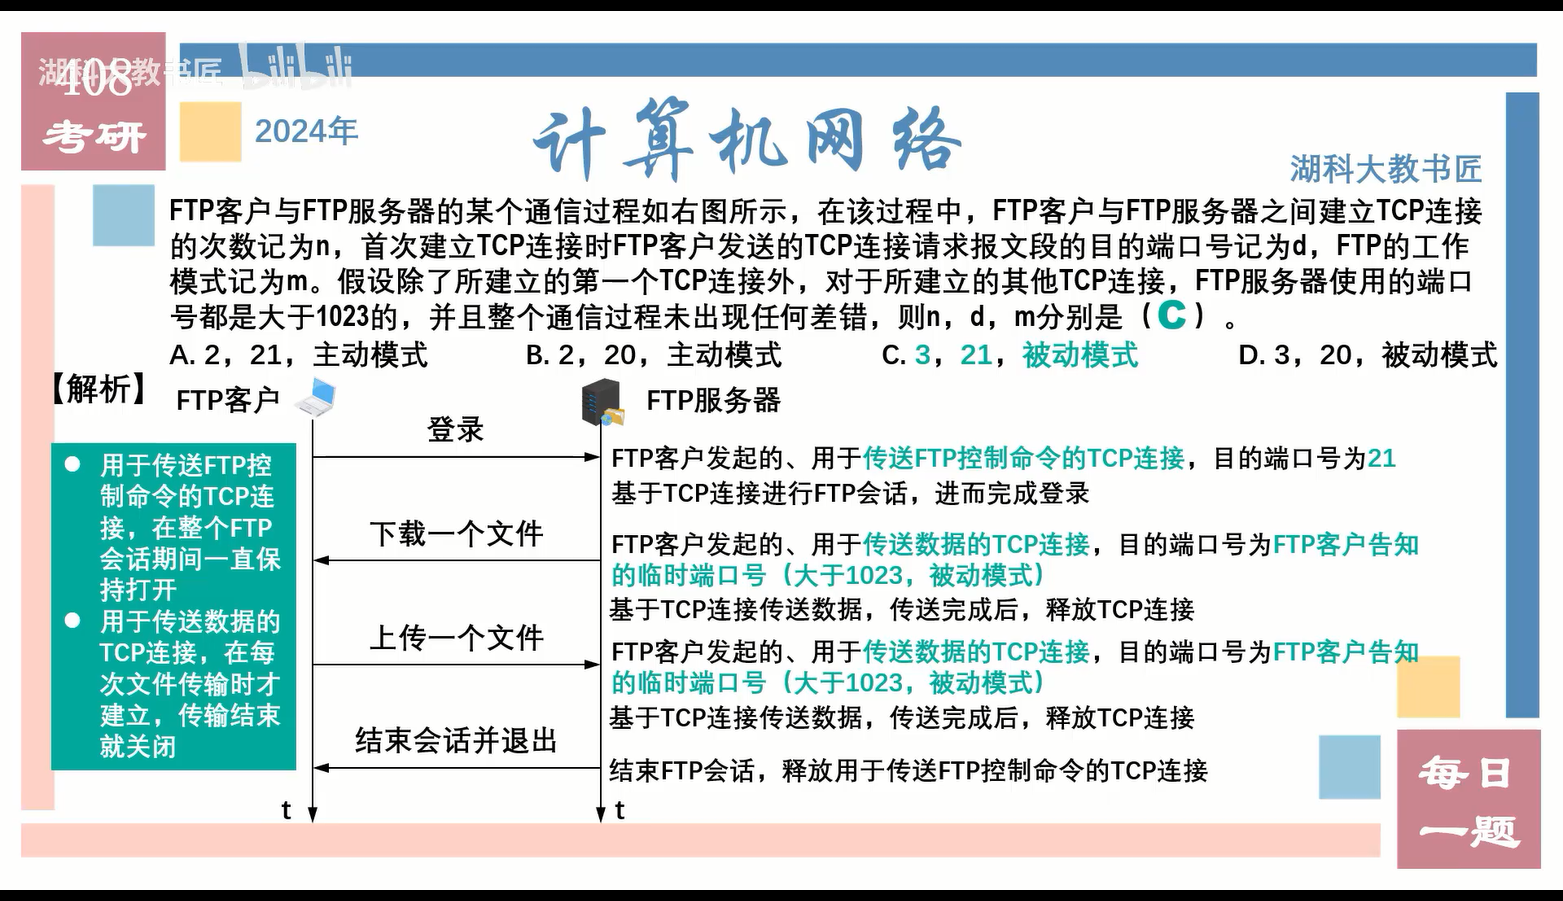 湖科大教书匠 bilibili
408
考研
2024年
计算机网络
湖科大教书匠
FTP客户与FTP服务器的某个通信过程如右图所示，在该过程中，FTP客户与FTP服务器之间建立TCP连接
的次数记为n，首次建立TCP连接时FTP客户发送的TCP连接请求报文段的目的端口号记为d，FTP的工作
模式记为m。假设除了所建立的第一个TCP连接外，对于所建立的其他TCP连接，FTP服务器使用的端口
号都是大于1023的，并且整个通信过程未出现任何差错，则n，d，m分别是（C）。
A. 2，21，主动模式 B. 2，20，主动模式 C. 3，21，被动模式 D. 3，20，被动模式
【解析】
FTP客户
FTP服务器
登录
FTP客户发起的、用于传送FTP控制命令的TCP连接，目的端口号为21
基于TCP连接进行FTP会话，进而完成登录
下载一个文件
FTP客户发起的、用于传送数据的TCP连接，目的端口号为FTP客户告知
的临时端口号（大于1023，被动模式）
基于TCP连接传送数据，传送完成后，释放TCP连接
上传一个文件
FTP客户发起的、用于传送数据的TCP连接，目的端口号为FTP客户告知
的临时端口号（大于1023，被动模式）
基于TCP连接传送数据，传送完成后，释放TCP连接
结束会话并退出
结束FTP会话，释放用于传送FTP控制命令的TCP连接
t
t
● 用于传送FTP控
制命令的TCP连
接，在整个FTP
会话期间一直保
持打开
● 用于传送数据的
TCP连接，在每
次文件传输时才
建立，传输结束
就关闭
每日
一题